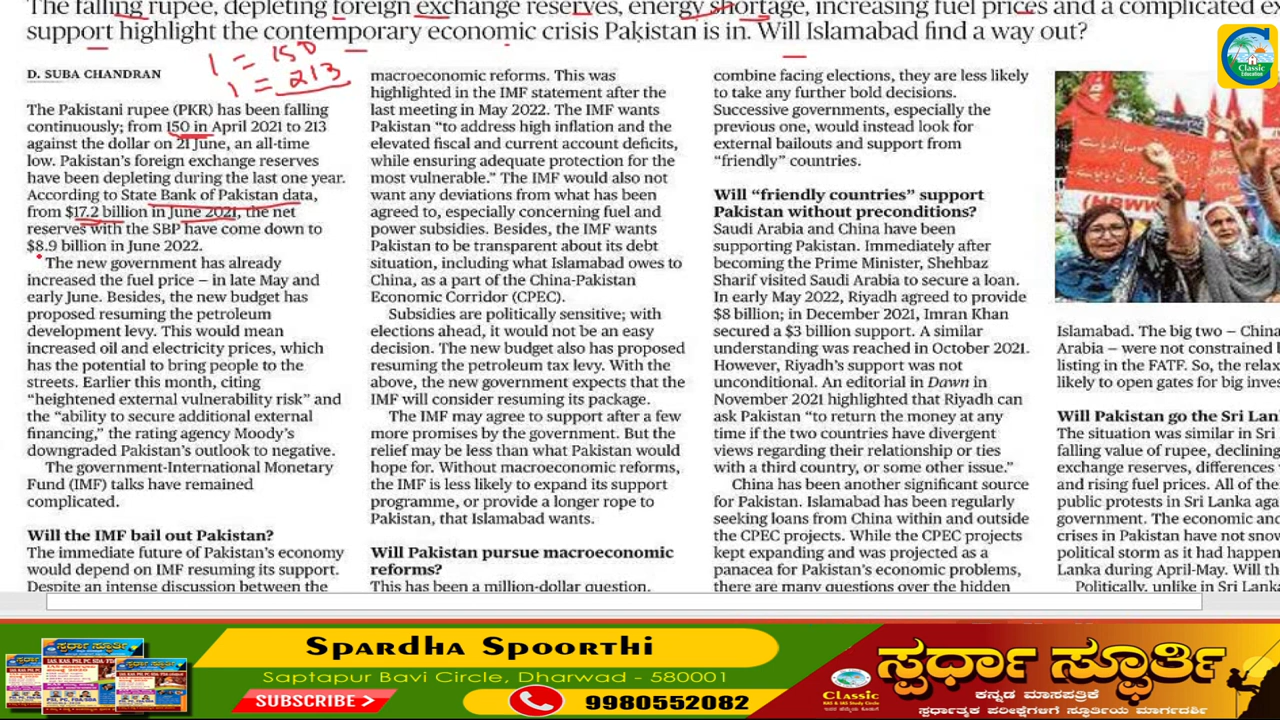 The falling rupee, depleting foreign exchange reserves, energy shortage, increasing fuel prices and a complicated
support highlight the contemporary economic crisis Pakistan is in. Will Islamabad find a way out?
1 = 150
1 = 213
D. SUBA CHANDRAN
The Pakistani rupee (PKR) has been falling
continuously; from 150 in April 2021 to 213
against the dollar on 21 June, an all-time
low. Pakistan's foreign exchange reserves
have been depleting during the last one year.
According to State Bank of Pakistan data,
from $17.2 billion in June 2021, the net
reserves with the SBP have come down to
$8.9 billion in June 2022.
The new government has already
increased the fuel price – in late May and
early June. Besides, the new budget has
proposed resuming the petroleum
development levy. This would mean
increased oil and electricity prices, which
has the potential to bring people to the
streets. Earlier this month, citing
"heightened external vulnerability risk" and
the "ability to secure additional external
financing," the rating agency Moody's
downgraded Pakistan's outlook to negative.
The government-International Monetary
Fund (IMF) talks have remained
complicated.
Will the IMF bail out Pakistan?
The immediate future of Pakistan's economy
would depend on IMF resuming its support.
Despite an intense discussion between the
macroeconomic reforms. This was
highlighted in the IMF statement after the
last meeting in May 2022. The IMF wants
Pakistan "to address high inflation and the
elevated fiscal and current account deficits,
while ensuring adequate protection for the
most vulnerable." The IMF would also not
want any deviations from what has been
agreed to, especially concerning fuel and
power subsidies. Besides, the IMF wants
Pakistan to be transparent about its debt
situation, including what Islamabad owes to
China, as a part of the China-Pakistan
Economic Corridor (CPEC).
Subsidies are politically sensitive; with
elections ahead, it would not be an easy
decision. The new budget also has proposed
resuming the petroleum tax levy. With the
above, the new government expects that the
IMF will consider resuming its package.
The IMF may agree to support after a few
more promises by the government. But the
relief may be less than what Pakistan would
hope for. Without macroeconomic reforms,
the IMF is less likely to expand its support
programme, or provide a longer rope to
Pakistan, that Islamabad wants.
Will Pakistan pursue macroeconomic
reforms?
This has been a million-dollar question.
combine facing elections, they are less likely
to take any further bold decisions.
Successive governments, especially the
previous one, would instead look for
external bailouts and support from
"friendly" countries.
Will "friendly countries" support
Pakistan without preconditions?
Saudi Arabia and China have been
supporting Pakistan. Immediately after
becoming the Prime Minister, Shehbaz
Sharif visited Saudi Arabia to secure a loan.
In early May 2022, Riyadh agreed to provide
$8 billion; in December 2021, Imran Khan
secured a $3 billion support. A similar
understanding was reached in October 2021.
However, Riyadh's support was not
unconditional. An editorial in Dawn in
November 2021 highlighted that Riyadh can
ask Pakistan "to return the money at any
time if the two countries have divergent
views regarding their relationship or ties
with a third country, or some other issue."
China has been another significant source
for Pakistan. Islamabad has been regularly
seeking loans from China within and outside
the CPEC projects. While the CPEC projects
kept expanding and was projected as a
panacea for Pakistan's economic problems,
there are many questions over the hidden
Islamabad. The big two – China
Arabia – were not constrained
listing in the FATF. So, the
likely to open gates for big
Will Pakistan go the Sri
The situation was similar in Sri
falling value of rupee, declining
exchange reserves, differences
and rising fuel prices. All of
public protests in Sri Lanka
government. The economic
crises in Pakistan have not
political storm as it had
Lanka during April-May. Will
Politically, unlike in Sri
Classic
Education
SPARDHA SPOORTHI
Saptapur Bavi Circle, Dharwad - 580001
SUBSCRIBE
9980552082
ಸ್ಪರ್ಧಾ ಸ್ಫೂರ್ತಿ
ಕನ್ನಡ ಮಾಸಪತ್ರಿಕೆ
ಸ್ಪರ್ಧಾತ್ಮಕ ಪರೀಕ್ಷೆಗಳಿಗೆ ಸ್ಫೂರ್ತಿಯ ಮಾರ್ಗದರ್ಶಿ
Classic
IAS & KAS Study Circle